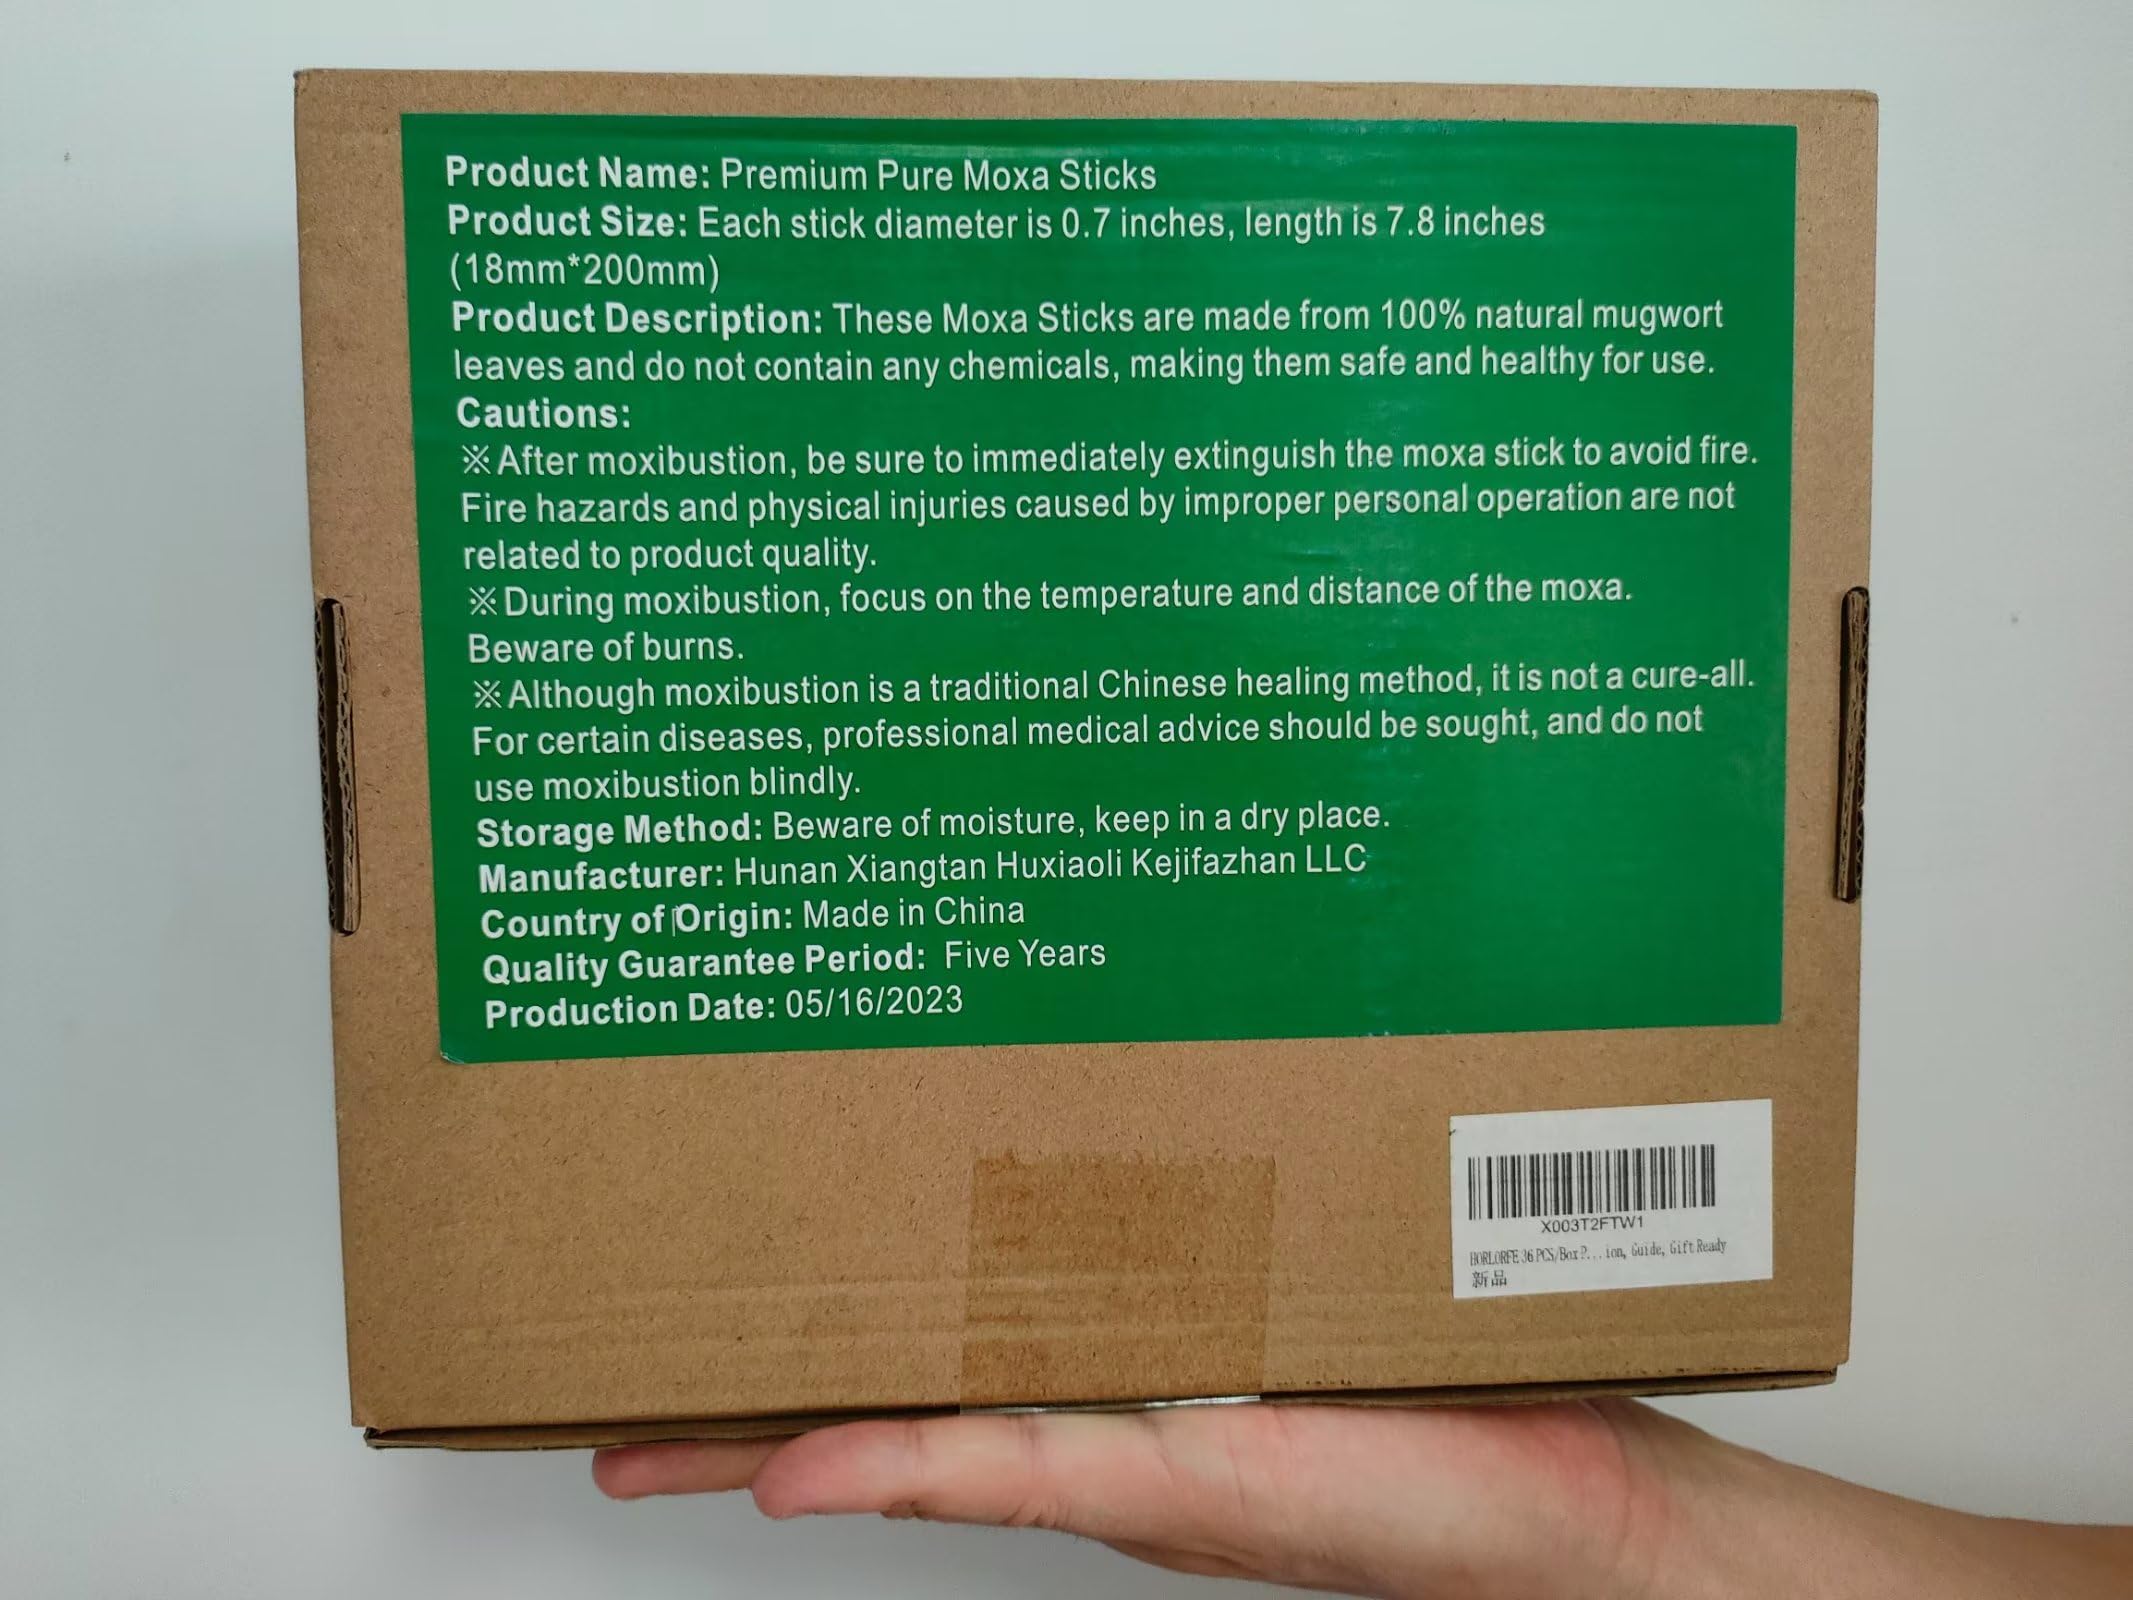 Product Name: Premium Pure Moxa Sticks
Product Size: Each stick diameter is 0.7 inches, length is 7.8 inches
(18mm*200mm)
Product Description: These Moxa Sticks are made from 100% natural mugwort
leaves and do not contain any chemicals, making them safe and healthy for use.
Cautions:
※After moxibustion, be sure to immediately extinguish the moxa stick to avoid fire.
Fire hazards and physical injuries caused by improper personal operation are not
related to product quality.
※During moxibustion, focus on the temperature and distance of the moxa.
Beware of burns.
※Although moxibustion is a traditional Chinese healing method, it is not a cure-all.
For certain diseases, professional medical advice should be sought, and do not
use moxibustion blindly.
Storage Method: Beware of moisture, keep in a dry place.
Manufacturer: Hunan Xiangtan Huxiaoli Kejifazhan LLC
Country of Origin: Made in China
Quality Guarantee Period: Five Years
Production Date: 05/16/2023
X003T2FTW1
HORLORFE 36 PCS/Box P...ion, Guide, Gift Ready
新品